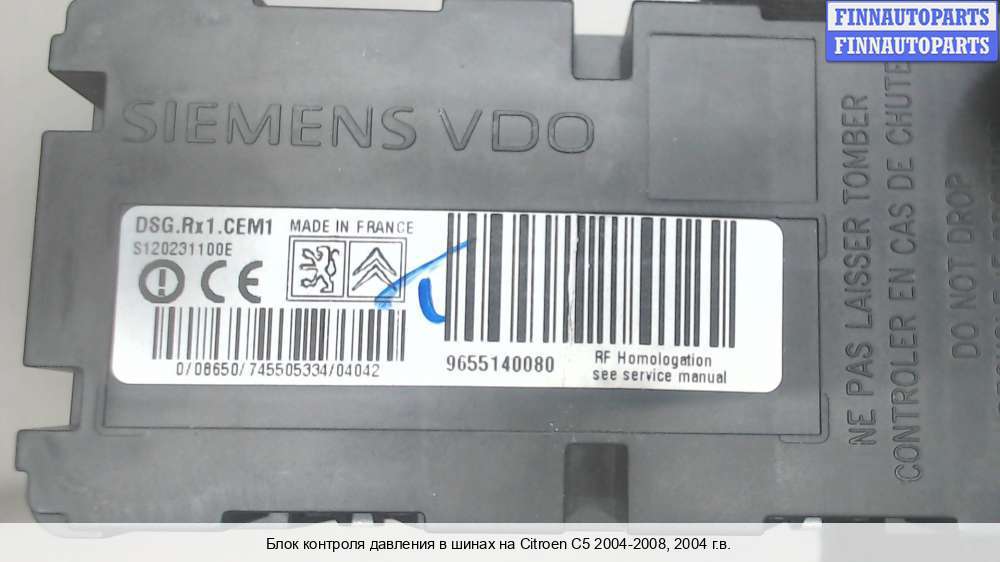 FINNAUTOPARTS
FINNAUTOPARTS
SIEMENS VDO
DSG.Rx1.CEM1
MADE IN FRANCE
S120231100E
CE
0/08650/745505334/04042
9655140080
RF Homologation
see service manual
NE PAS LAISSER TOMBER
CONTROLER EN CAS DE CHUTE
DO NOT DROP
Блок контроля давления в шинах на Citroen C5 2004-2008, 2004 г.в.